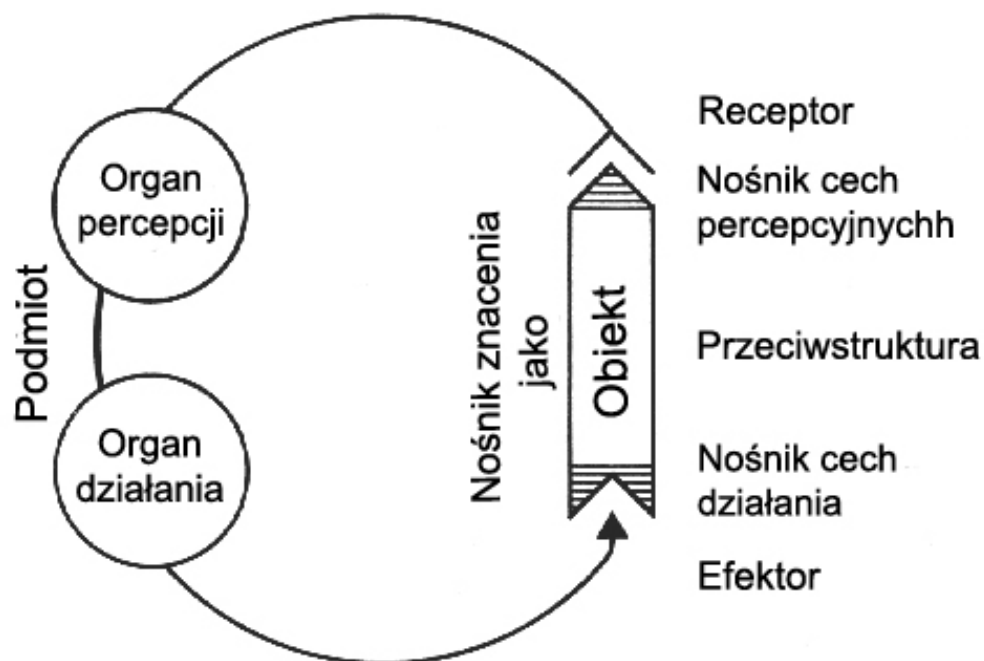 Podmiot
Organ
percepcji
Organ
działania
Nośnik znacenia
jako
Obiekt
Receptor
Nośnik cech
percepcyjnychh
Przeciwstruktura
Nośnik cech
działania
Efektor